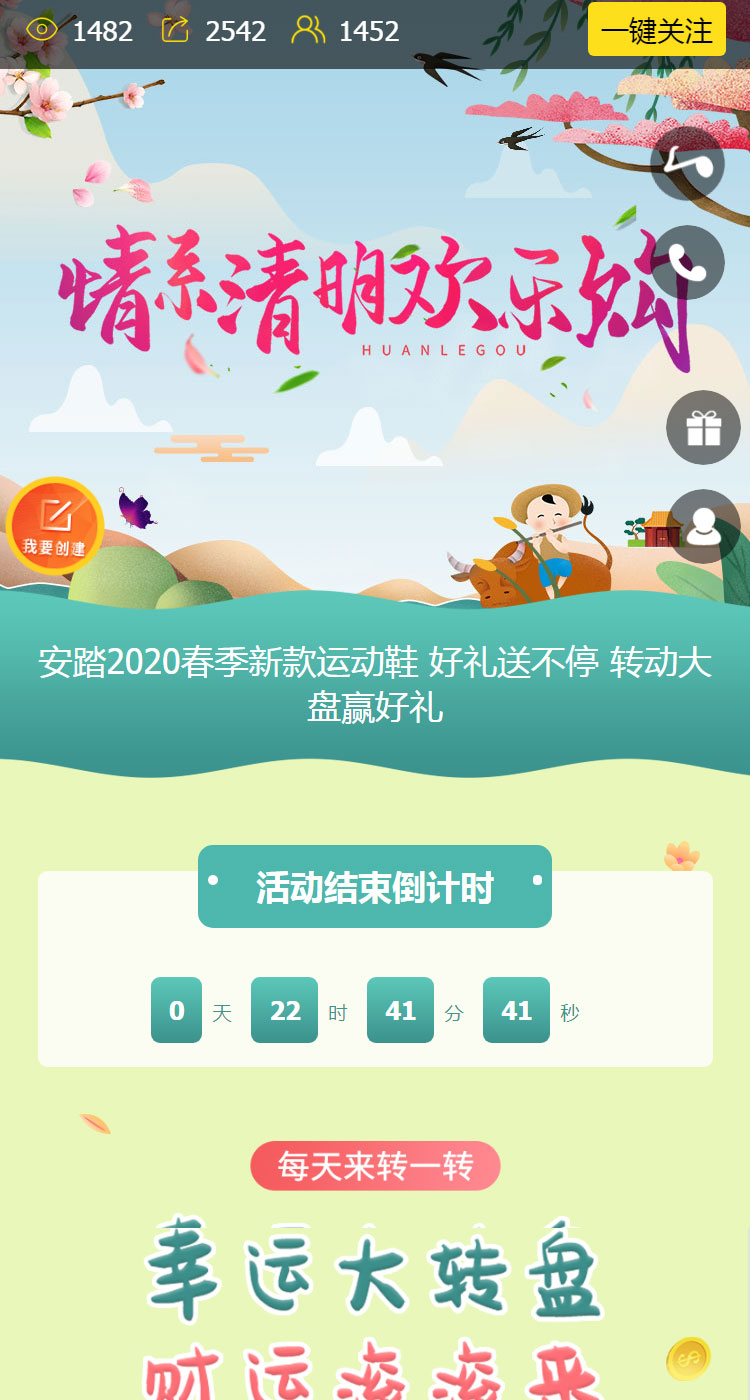 1482 2542 1452 一键关注
情系清明欢乐购
HUANLEGOU
我要创建
安踏2020春季新款运动鞋 好礼送不停 转动大
盘赢好礼
活动结束倒计时
0 天 22 时 41 分 41 秒
每天来转一转
幸运大转盘
财运滚滚来